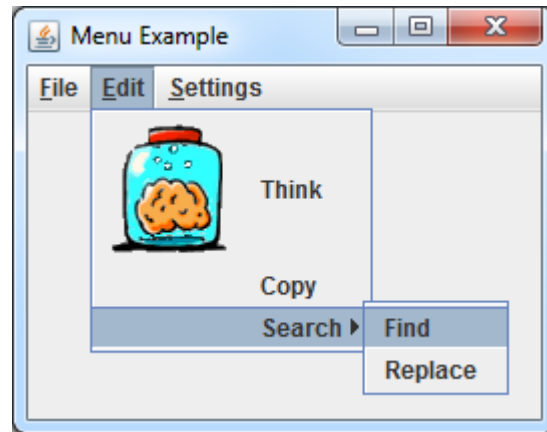 Menu Example
File Edit Settings
Think
Copy
Search Find
Replace